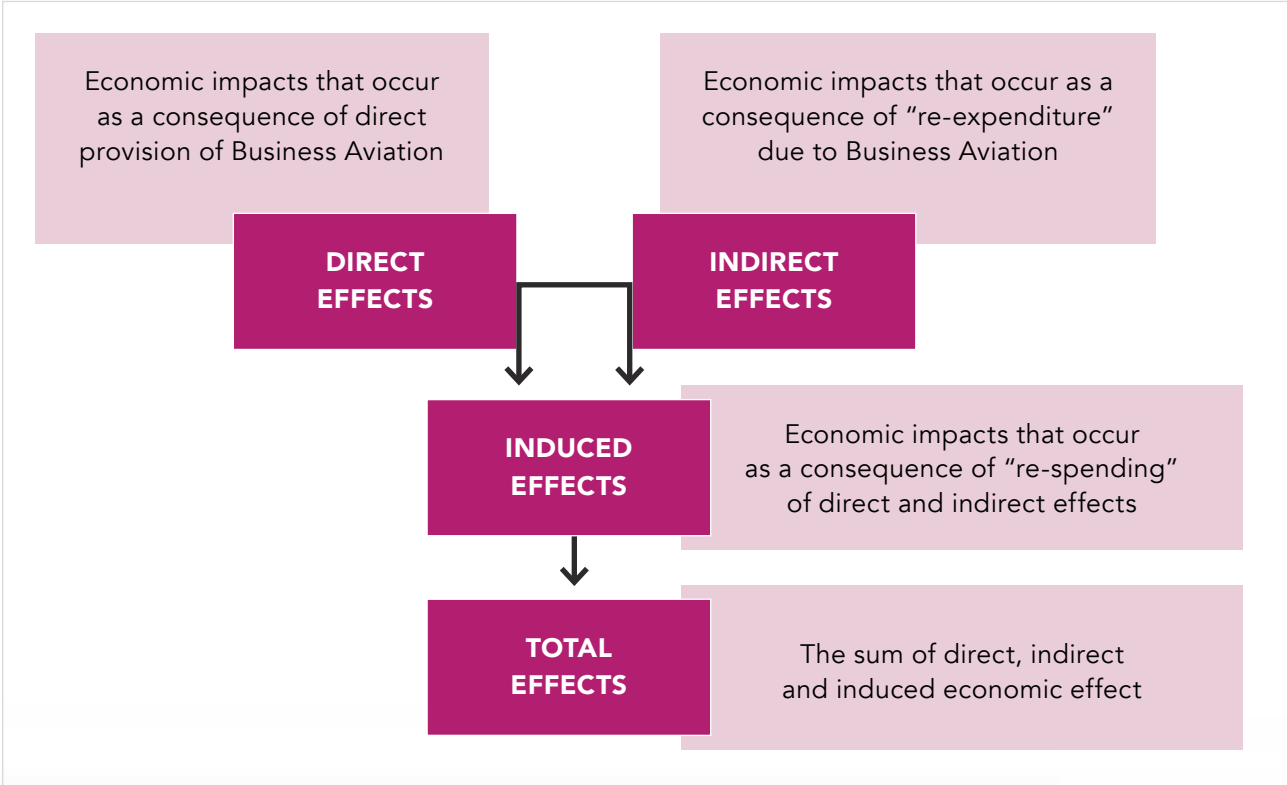 Economic impacts that occur
as a consequence of direct
provision of Business Aviation
Economic impacts that occur as a
consequence of “re-expenditure”
due to Business Aviation
DIRECT
EFFECTS
INDIRECT
EFFECTS
INDUCED
EFFECTS
Economic impacts that occur
as a consequence of “re-spending”
of direct and indirect effects
TOTAL
EFFECTS
The sum of direct, indirect
and induced economic effect